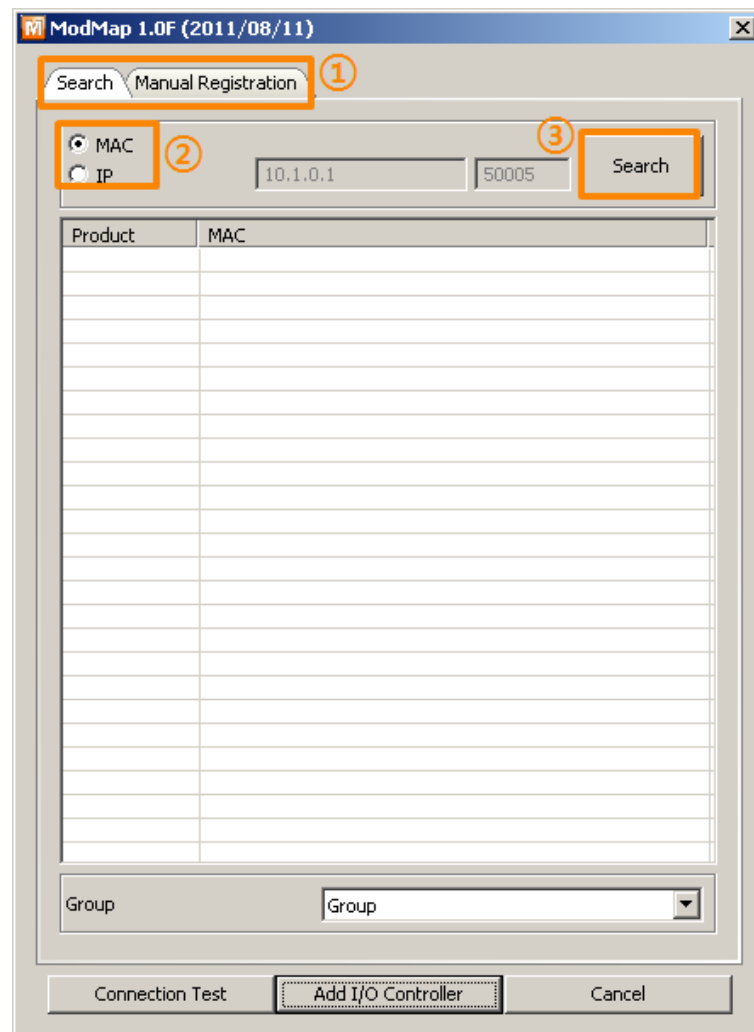 ModMap 1.0F (2011/08/11)
Search Manual Registration ①
MAC ② ③
IP 10.1.0.1 50005 Search
Product MAC
Group Group
Connection Test Add I/O Controller Cancel